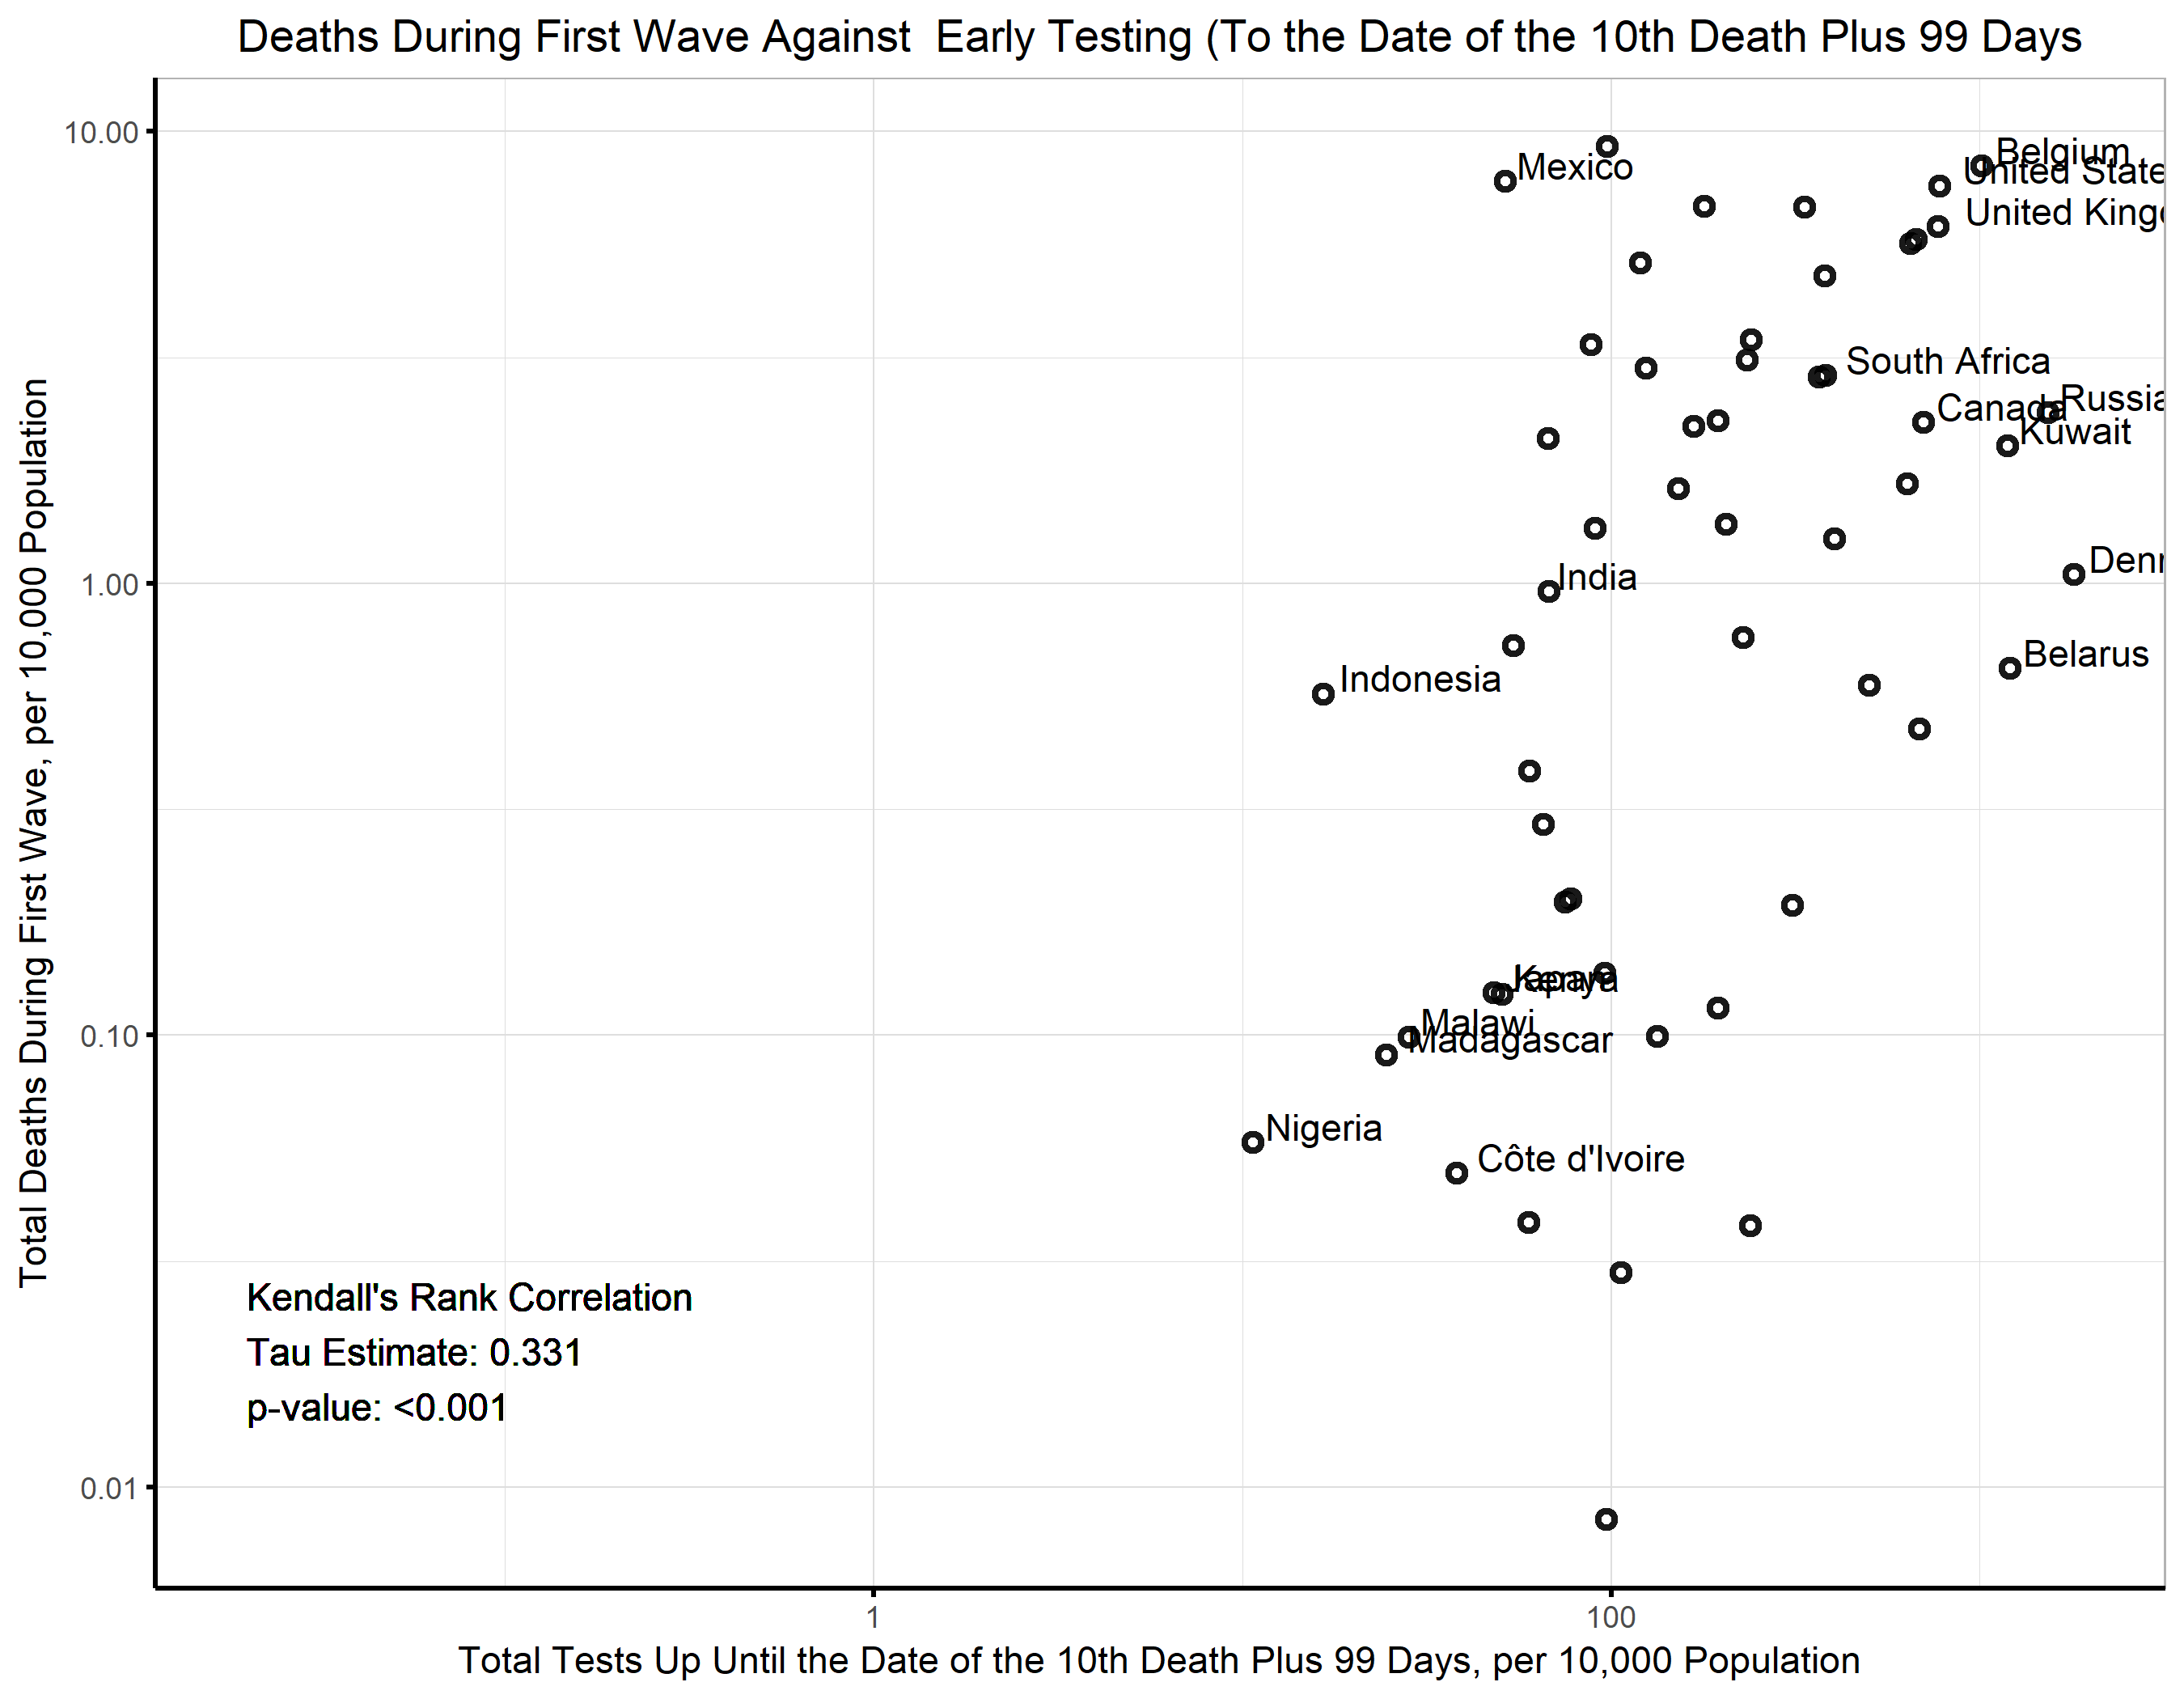 Deaths During First Wave Against  Early Testing (To the Date of the 10th Death Plus 99 Days
Total Deaths During First Wave, per 10,000 Population
10.00
1.00
0.10
0.01
Belgium
Mexico
United State
United Kingd
South Africa
Russia
Canada
Kuwait
Denr
India
Belarus
Indonesia
Japan
Kenya
Malawi
Madagascar
Nigeria
Côte d'Ivoire
Kendall's Rank Correlation
Tau Estimate: 0.331
p-value: <0.001
1
100
Total Tests Up Until the Date of the 10th Death Plus 99 Days, per 10,000 Population